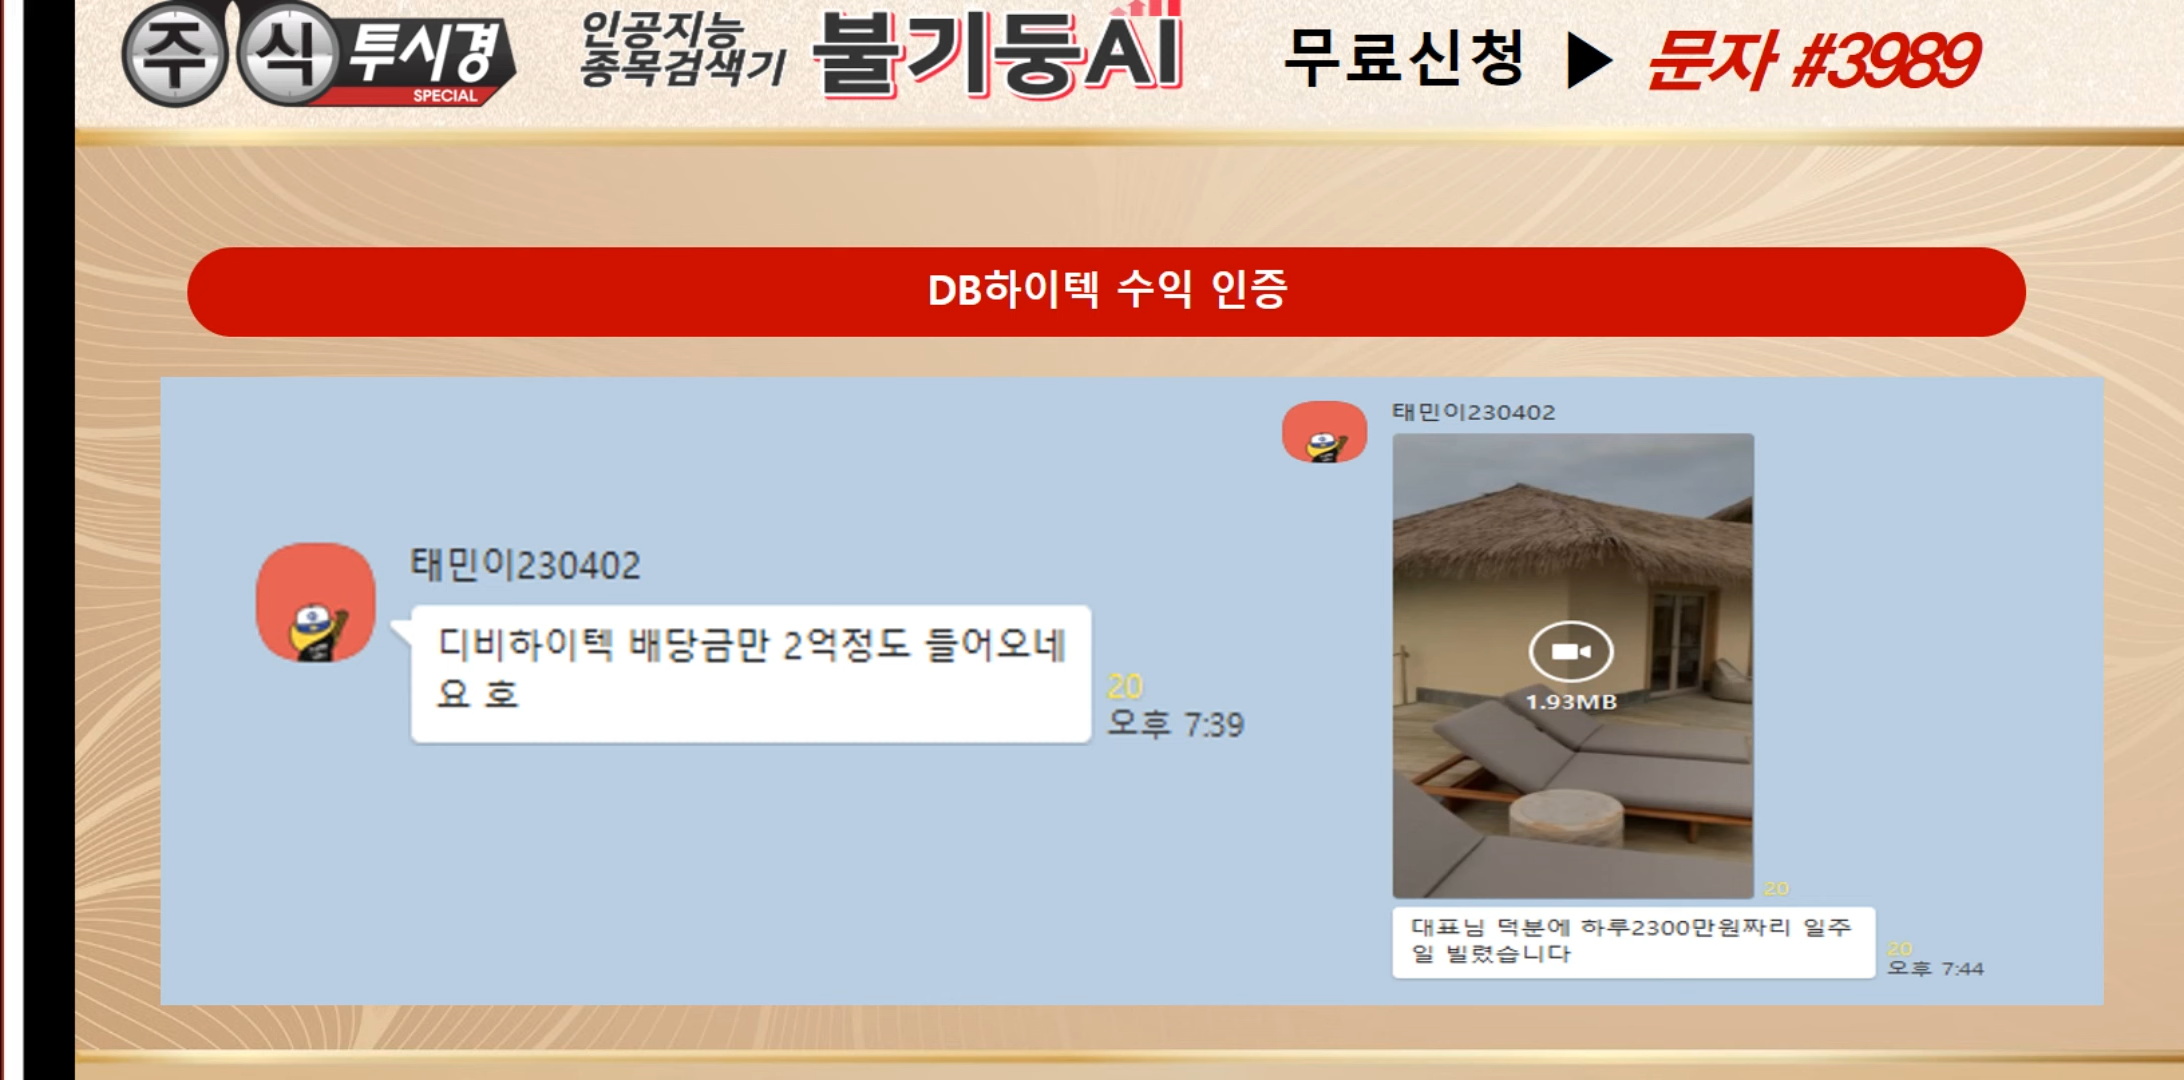 주식투시경
SPECIAL
인공지능
종목검색기
불기둥AI
무료신청 ▶ 문자 #3989
DB하이텍 수익 인증
태민이230402
디비하이텍 배당금만 2억정도 들어오네
요 호
20
오후 7:39
태민이230402
1.93MB
20
대표님 덕분에 하루2300만원짜리 일주
일 빌렸습니다
20
오후 7:44